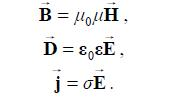 B⃗ = μ₀μH⃗ ,
D⃗ = ε₀εE⃗ ,
j⃗ = σE⃗ .